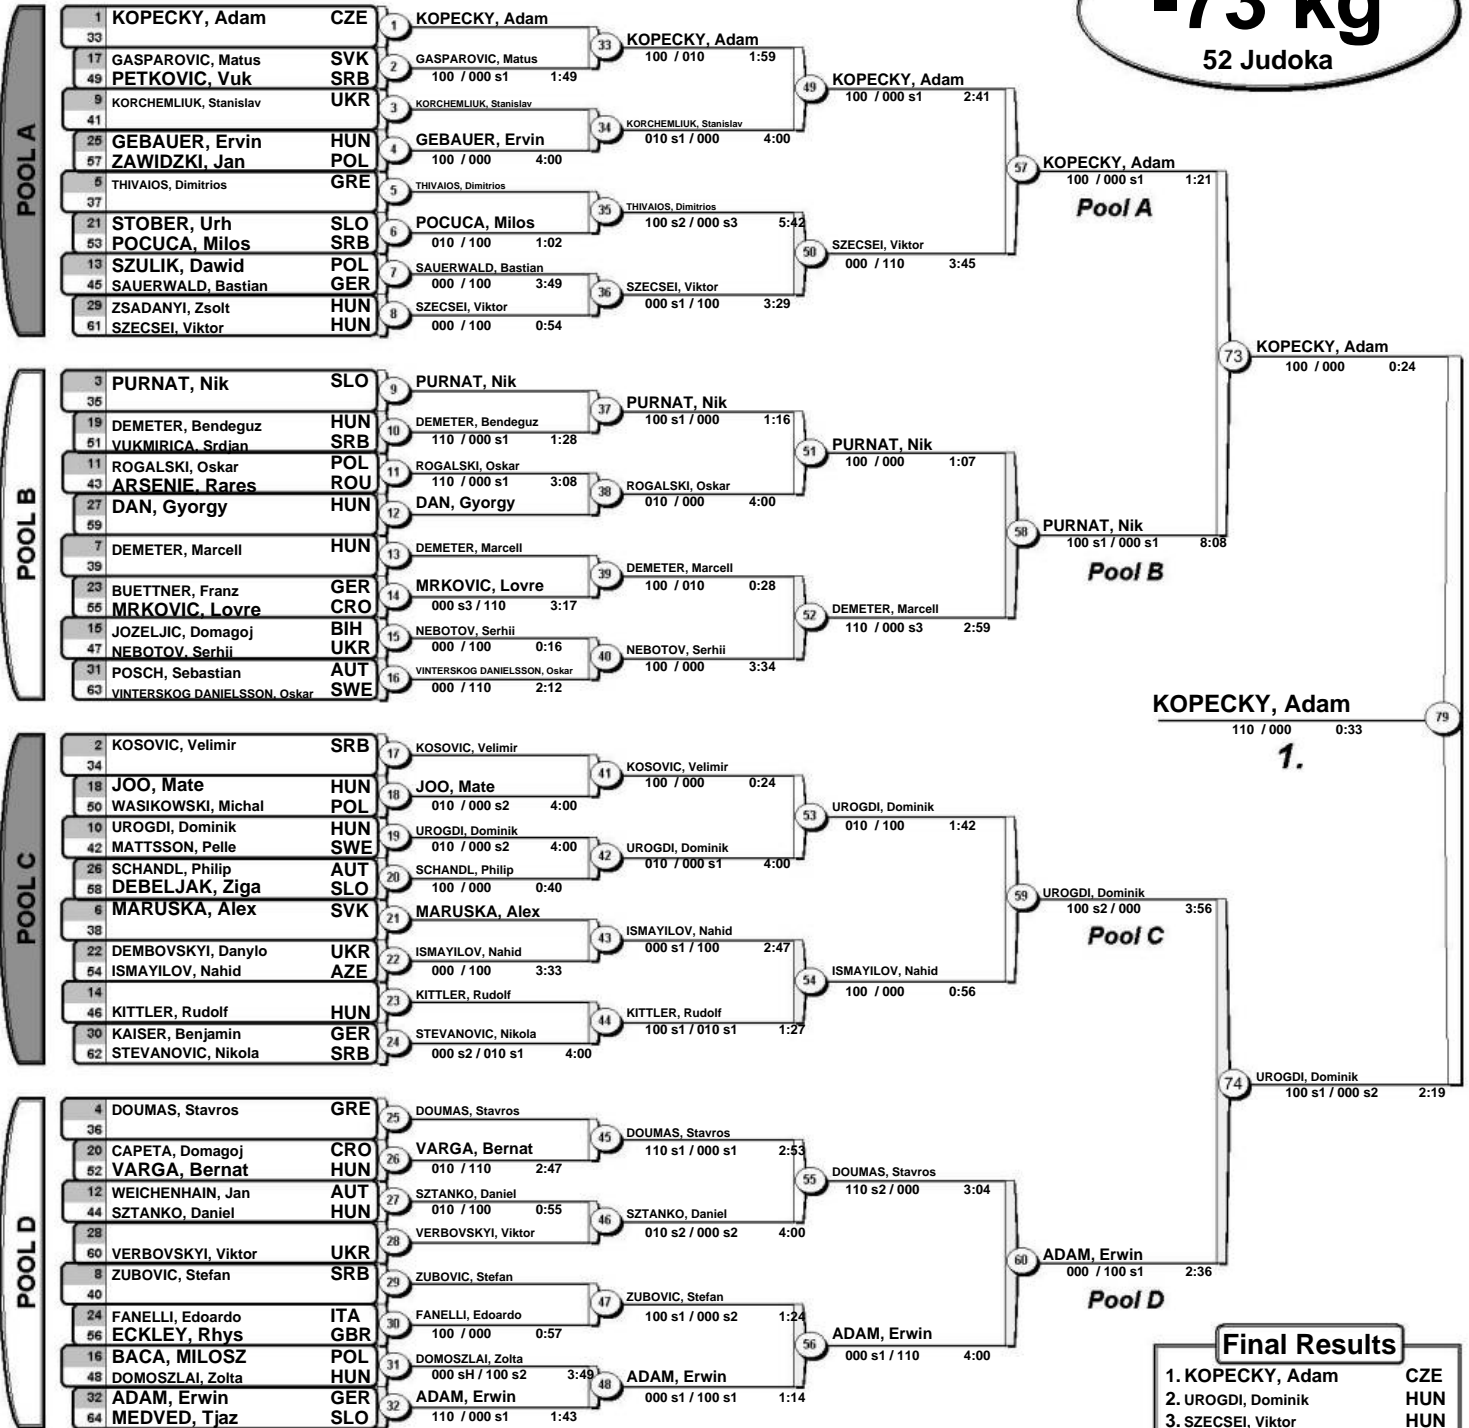 -73 kg
52 Judoka
POOL A
1 KOPECKY, Adam CZE
33
17 GASPAROVIC, Matus SVK
49 PETKOVIC, Vuk SRB
9 KORCHEMLIUK, Stanislav UKR
41
25 GEBAUER, Ervin HUN
57 ZAWIDZKI, Jan POL
5 THIVAIOS, Dimitrios GRE
37
21 STOBER, Urh SLO
53 POCUCA, Milos SRB
13 SZULIK, Dawid POL
45 SAUERWALD, Bastian GER
29 ZSADANYI, Zsolt HUN
61 SZECSEI, Viktor HUN
1 KOPECKY, Adam
2 GASPAROVIC, Matus
100 / 000 s1 1:49
3 KORCHEMLIUK, Stanislav
4 GEBAUER, Ervin
100 / 000 4:00
5 THIVAIOS, Dimitrios
6 POCUCA, Milos
010 / 100 1:02
7 SAUERWALD, Bastian
000 / 100 3:49
8 SZECSEI, Viktor
000 / 100 0:54
33 KOPECKY, Adam
100 / 010 1:59
34 KORCHEMLIUK, Stanislav
010 s1 / 000 4:00
35 THIVAIOS, Dimitrios
100 s2 / 000 s3 5:42
36 SZECSEI, Viktor
000 s1 / 100 3:29
49 KOPECKY, Adam
100 / 000 s1 2:41
50 SZECSEI, Viktor
000 / 110 3:45
57 KOPECKY, Adam
100 / 000 s1 1:21
Pool A
POOL B
3 PURNAT, Nik SLO
35
19 DEMETER, Bendeguz HUN
51 VUKMIRICA, Srdjan SRB
11 ROGALSKI, Oskar POL
43 ARSENIE, Rares ROU
27 DAN, Gyorgy HUN
59
7 DEMETER, Marcell HUN
39
23 BUETTNER, Franz GER
55 MRKOVIC, Lovre CRO
15 JOZELJIC, Domagoj BIH
47 NEBOTOV, Serhii UKR
31 POSCH, Sebastian AUT
63 VINTERSKOG DANIELSSON, Oskar SWE
9 PURNAT, Nik
10 DEMETER, Bendeguz
110 / 000 s1 1:28
11 ROGALSKI, Oskar
110 / 000 s1 3:08
12 DAN, Gyorgy
13 DEMETER, Marcell
14 MRKOVIC, Lovre
000 s3 / 110 3:17
15 NEBOTOV, Serhii
000 / 100 0:16
16 VINTERSKOG DANIELSSON, Oskar
000 / 110 2:12
37 PURNAT, Nik
100 s1 / 000 1:16
38 ROGALSKI, Oskar
010 / 000 4:00
39 DEMETER, Marcell
100 / 010 0:28
40 NEBOTOV, Serhii
100 / 000 3:34
51 PURNAT, Nik
100 / 000 1:07
52 DEMETER, Marcell
110 / 000 s3 2:59
58 PURNAT, Nik
100 s1 / 000 s1 8:08
Pool B
73 KOPECKY, Adam
100 / 000 0:24
POOL C
2 KOSOVIC, Velimir SRB
34
18 JOO, Mate HUN
50 WASIKOWSKI, Michal POL
10 UROGDI, Dominik HUN
42 MATTSSON, Pelle SWE
26 SCHANDL, Philip AUT
58 DEBELJAK, Ziga SLO
6 MARUSKA, Alex SVK
38
22 DEMBOVSKYI, Danylo UKR
54 ISMAYILOV, Nahid AZE
14
46 KITTLER, Rudolf HUN
30 KAISER, Benjamin GER
62 STEVANOVIC, Nikola SRB
17 KOSOVIC, Velimir
18 JOO, Mate
010 / 000 s2 4:00
19 UROGDI, Dominik
010 / 000 s2 4:00
20 SCHANDL, Philip
100 / 000 0:40
21 MARUSKA, Alex
22 ISMAYILOV, Nahid
000 / 100 3:33
23 KITTLER, Rudolf
24 STEVANOVIC, Nikola
000 s2 / 010 s1 4:00
41 KOSOVIC, Velimir
100 / 000 0:24
42 UROGDI, Dominik
010 / 000 s1 4:00
43 ISMAYILOV, Nahid
000 s1 / 100 2:47
44 KITTLER, Rudolf
100 s1 / 010 s1 1:27
53 UROGDI, Dominik
010 / 100 1:42
54 ISMAYILOV, Nahid
100 / 000 0:56
59 UROGDI, Dominik
100 s2 / 000 3:56
Pool C
KOPECKY, Adam 79
110 / 000 0:33
1.
POOL D
4 DOUMAS, Stavros GRE
36
20 CAPETA, Domagoj CRO
52 VARGA, Bernat HUN
12 WEICHENHAIN, Jan AUT
44 SZTANKO, Daniel HUN
28
60 VERBOVSKYI, Viktor UKR
8 ZUBOVIC, Stefan SRB
40
24 FANELLI, Edoardo ITA
56 ECKLEY, Rhys GBR
16 BACA, MILOSZ POL
48 DOMOSZLAI, Zolta HUN
32 ADAM, Erwin GER
64 MEDVED, Tjaz SLO
25 DOUMAS, Stavros
26 VARGA, Bernat
010 / 110 2:47
27 SZTANKO, Daniel
010 / 100 0:55
28 VERBOVSKYI, Viktor
29 ZUBOVIC, Stefan
30 FANELLI, Edoardo
100 / 000 0:57
31 DOMOSZLAI, Zolta
000 sH / 100 s2 3:49
32 ADAM, Erwin
110 / 000 s1 1:43
45 DOUMAS, Stavros
110 s1 / 000 s1 2:53
46 SZTANKO, Daniel
010 s2 / 000 s2 4:00
47 ZUBOVIC, Stefan
100 s1 / 000 s2 1:24
48 ADAM, Erwin
000 s1 / 100 s1 1:14
55 DOUMAS, Stavros
110 s2 / 000 3:04
56 ADAM, Erwin
000 s1 / 110 4:00
60 ADAM, Erwin
000 / 100 s1 2:36
Pool D
74 UROGDI, Dominik
100 s1 / 000 s2 2:19
Final Results
1. KOPECKY, Adam CZE
2. UROGDI, Dominik HUN
3. SZECSEI, Viktor HUN